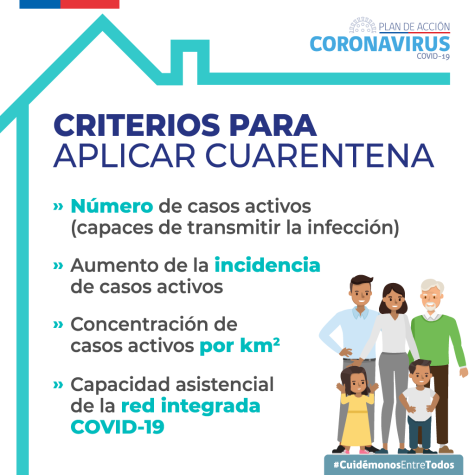 PLAN DE ACCIÓN
CORONAVIRUS
COVID-19
CRITERIOS PARA
APLICAR CUARENTENA
» Número de casos activos
(capaces de transmitir la infección)
» Aumento de la incidencia
de casos activos
» Concentración de
casos activos por km²
» Capacidad asistencial
de la red integrada
COVID-19
#CuidémonosEntreTodos